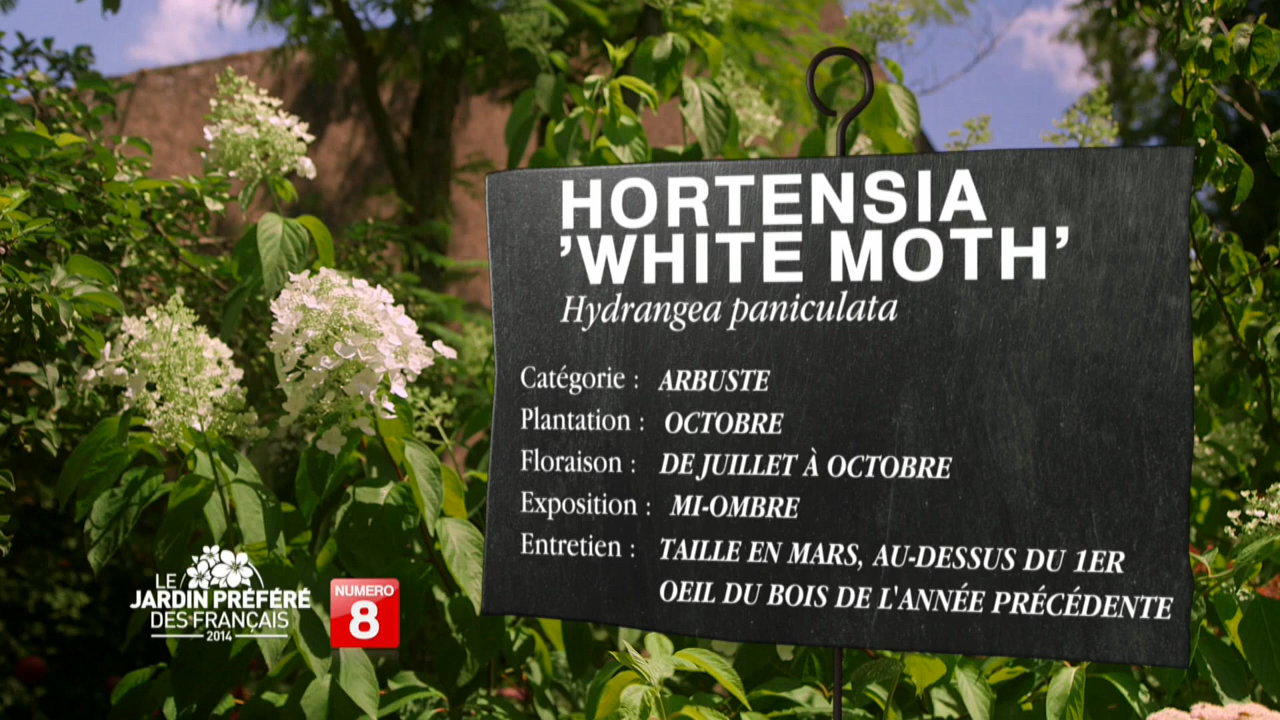 HORTENSIA
'WHITE MOTH'
Hydrangea paniculata
Catégorie : ARBUSTE
Plantation : OCTOBRE
Floraison : DE JUILLET À OCTOBRE
Exposition : MI-OMBRE
Entretien : TAILLE EN MARS, AU-DESSUS DU 1ER
OEIL DU BOIS DE L'ANNÉE PRÉCÉDENTE
LE
JARDIN PRÉFÉRÉ
DES FRANÇAIS
2014
NUMERO
8